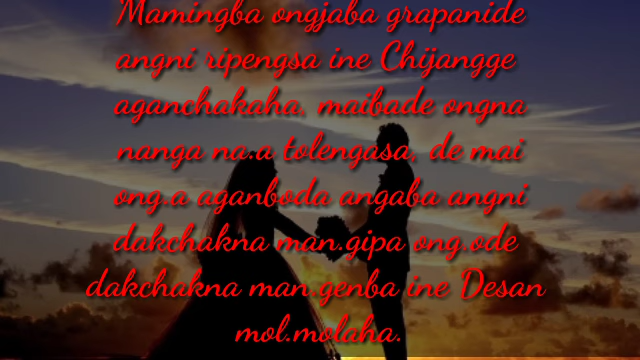 "Mamingba ongjaba grapanide
angni ripengsa ine Chijangge
aganchakaha, maibade ongna
nanga na.a tolengasa, de mai
ong.a aganboda angaba angni
dakchakna man.gipa ong.ode
dakchakna man.genba ine Desan
mol.molaha.